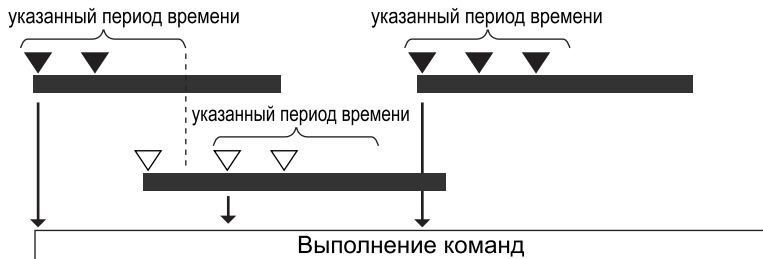 указанный период времени
указанный период времени
указанный период времени
Выполнение команд